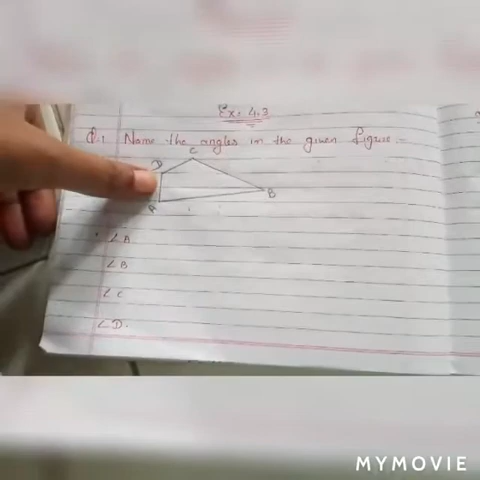 Ex. 4.3
Q.1 Name the angles in the given figure:-
C
D
B
A
∠A
∠B
∠C
∠D.
MYMOVIE